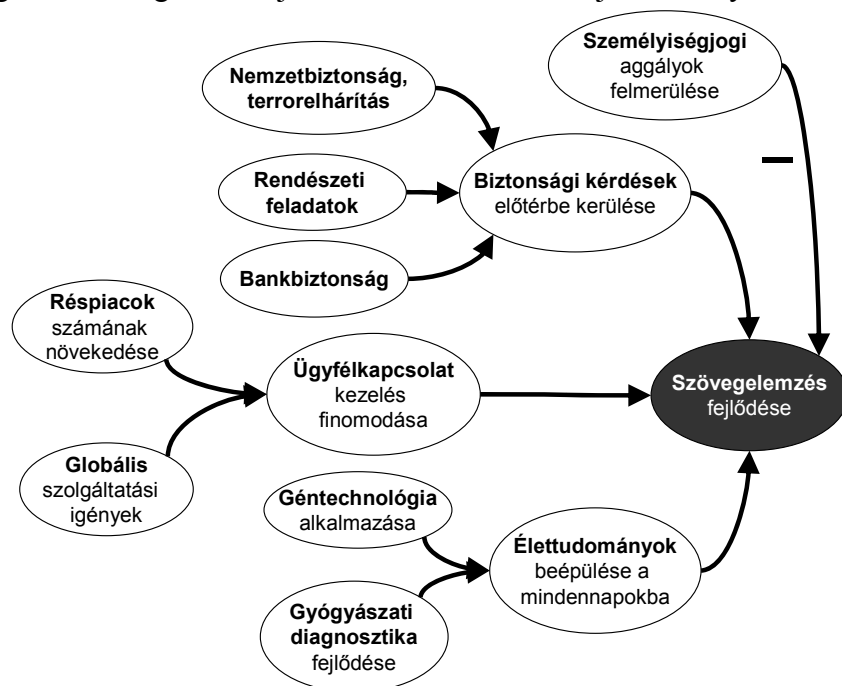 Személyiségjogi
aggályok
felmerülése
Nemzetbiztonság,
terrorelhárítás
Rendészeti
feladatok
Biztonsági kérdések
előtérbe kerülése
Bankbiztonság
Réspiacok
számának
növekedése
Ügyfélkapcsolat
kezelés
finomodása
Szövegelemzés
fejlődése
Globális
szolgáltatási
igények
Géntechnológia
alkalmazása
Élettudományok
beépülése a
mindennapokba
Gyógyászati
diagnosztika
fejlődése